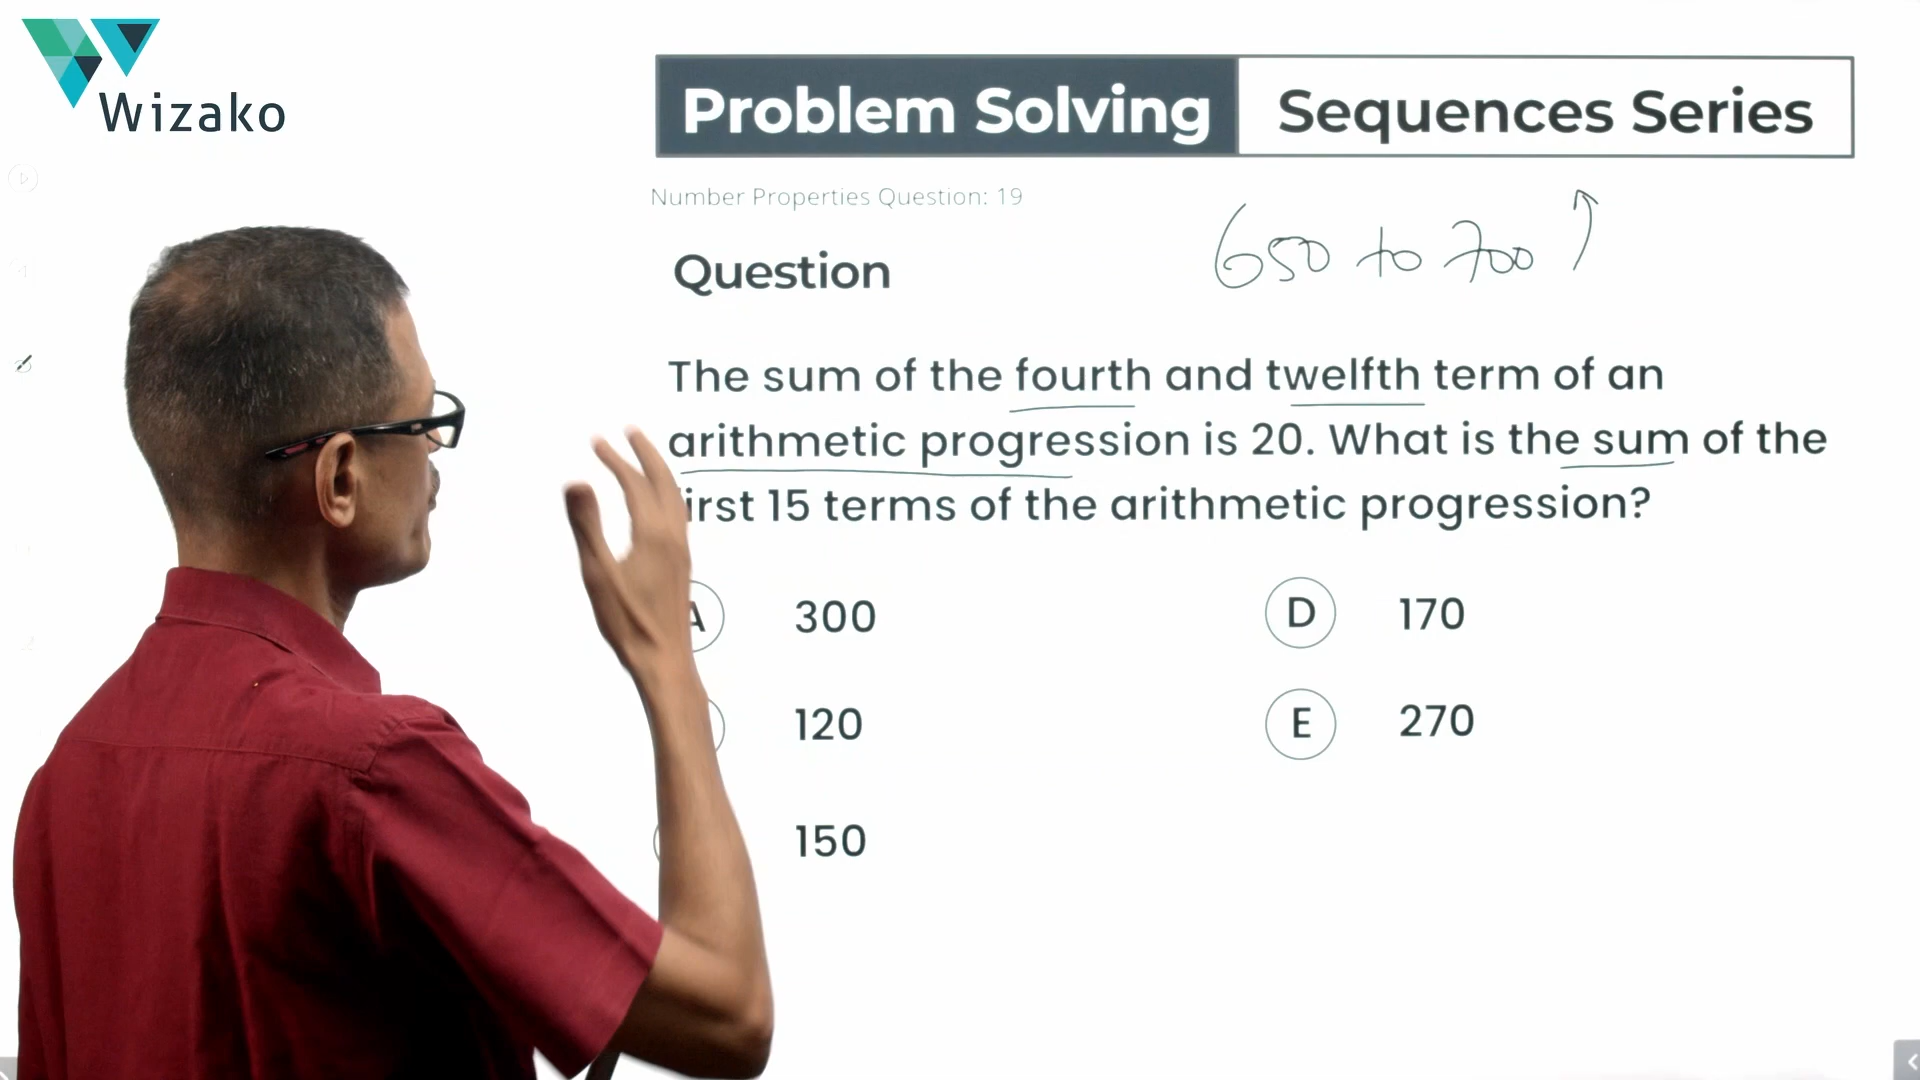 Wizako
Problem Solving Sequences Series
Number Properties Question: 19
650 to 700 ↑
Question
The sum of the fourth and twelfth term of an
arithmetic progression is 20. What is the sum of the
irst 15 terms of the arithmetic progression?
A 300
D 170
120
E 270
150